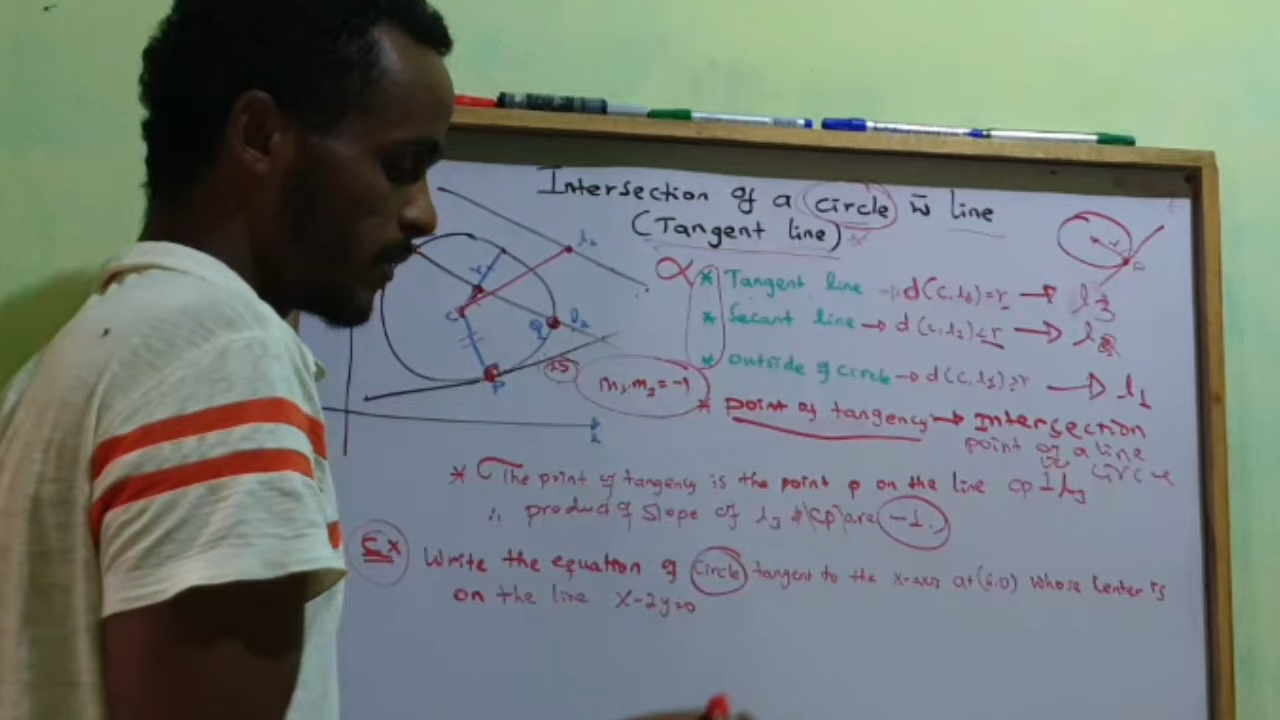 Intersection of a circle w̄ line
(Tangent line)
* Tangent line → d(c,l3)=r → l3
* Secant line → d(c,l2)<r → l2
* Outside of circle → d(c,l1)>r → l1
m1.m2=-1
* point of tangency → Intersection
point of a line
circle
* The point of tangency is the point p on the line cp⊥l3
∴ product of slope of l3 & (cp) are -1.
Ex Write the equation of circle tangent to the x-axis at (6,0) whose center is
on the line x-2y=0
l2
C
r
Q
P